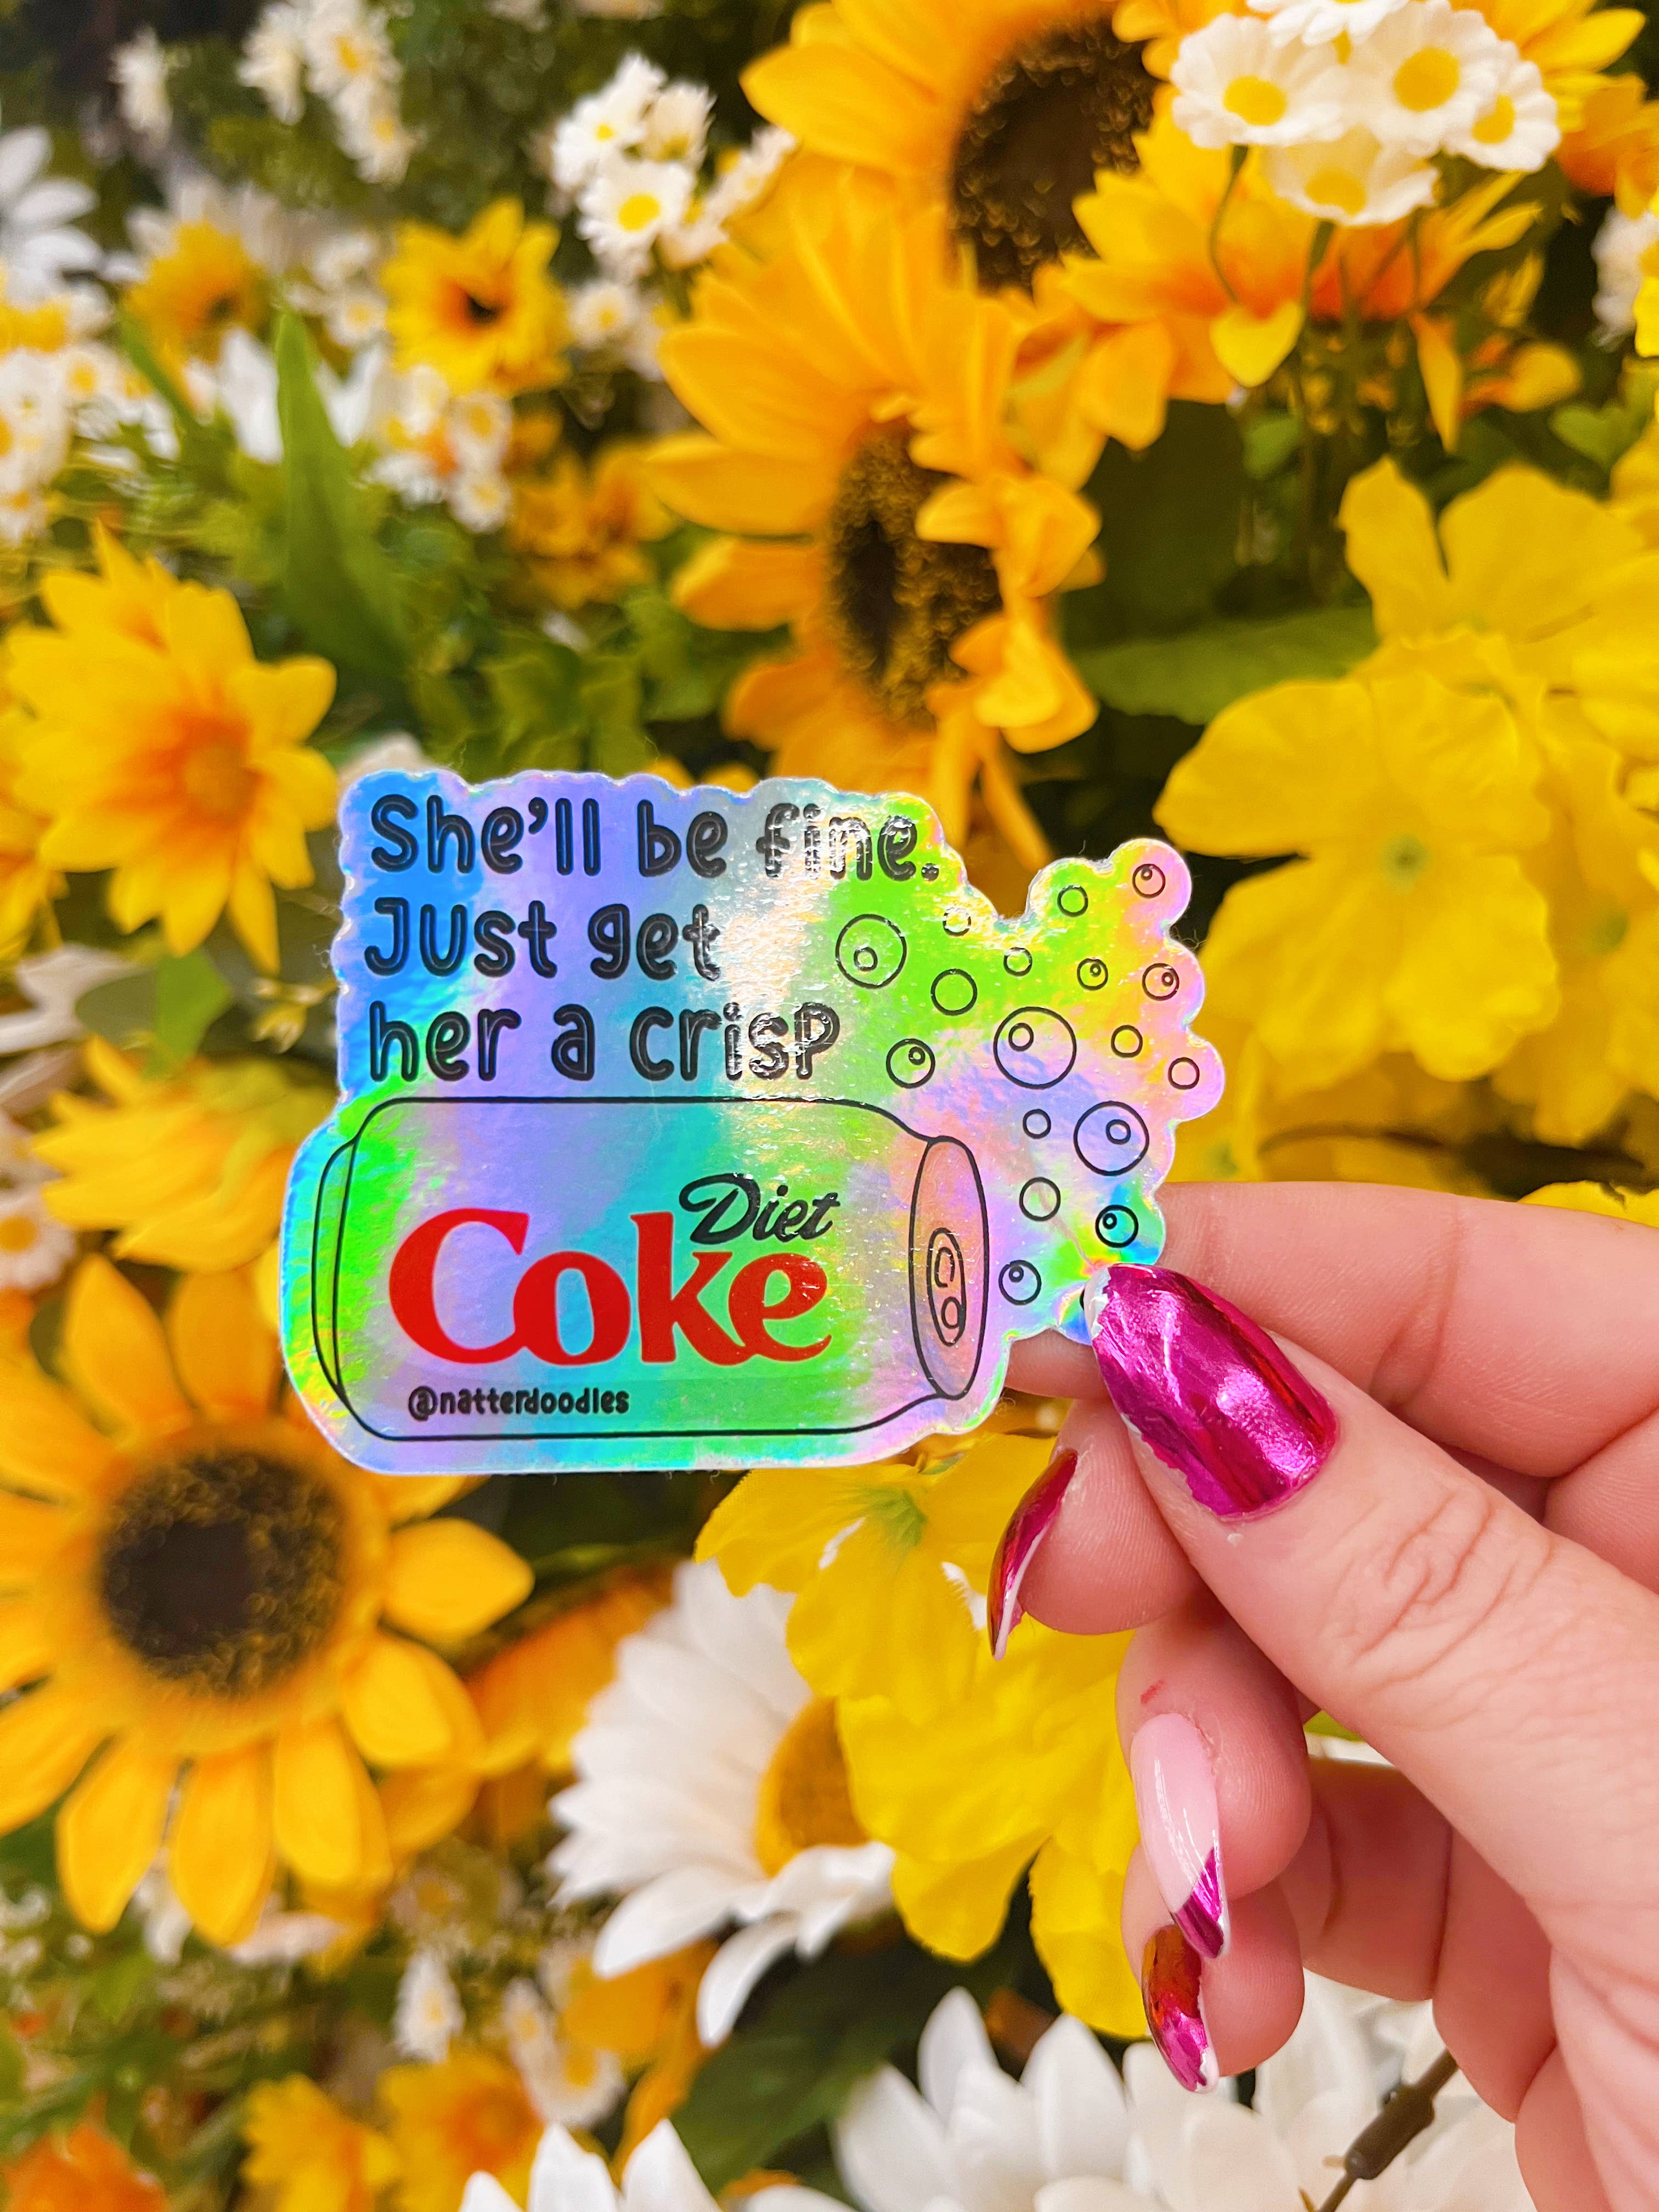 She'll be fine.
Just get
her a crisp
Diet
Coke
@natterdoodles